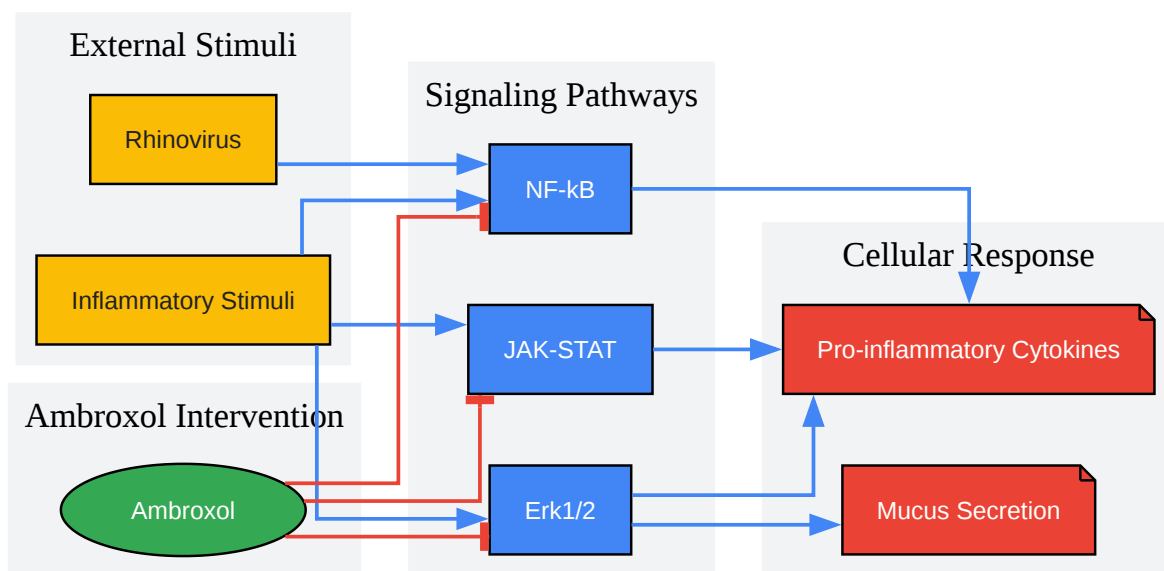 External Stimuli
Rhinovirus
Inflammatory Stimuli
Ambroxol Intervention
Ambroxol
Signaling Pathways
NF-kB
JAK-STAT
Erk1/2
Cellular Response
Pro-inflammatory Cytokines
Mucus Secretion